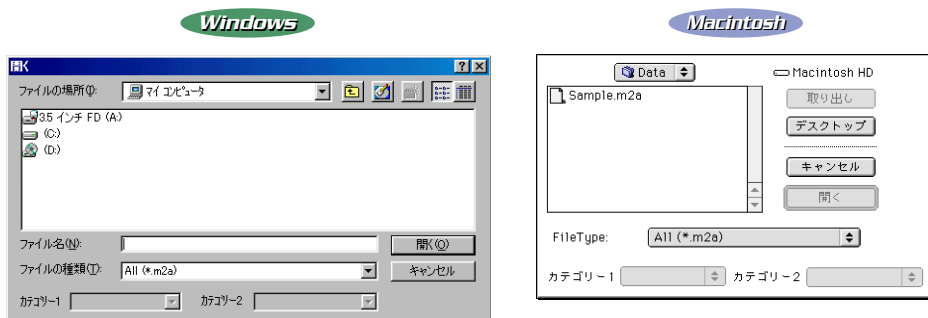 Windows
開く
ファイルの場所(I):
マイ コンピュータ
3.5 インチ FD (A:)
(C:)
(D:)
ファイル名(N):
開く(O)
ファイルの種類(T):
All (*.m2a)
キャンセル
カテゴリー1
カテゴリー2
Macintosh
Data
Macintosh HD
Sample.m2a
取り出し
デスクトップ
キャンセル
開く
FileType:
All (*.m2a)
カテゴリー1
カテゴリー2